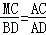 MC/BD = AC/AD